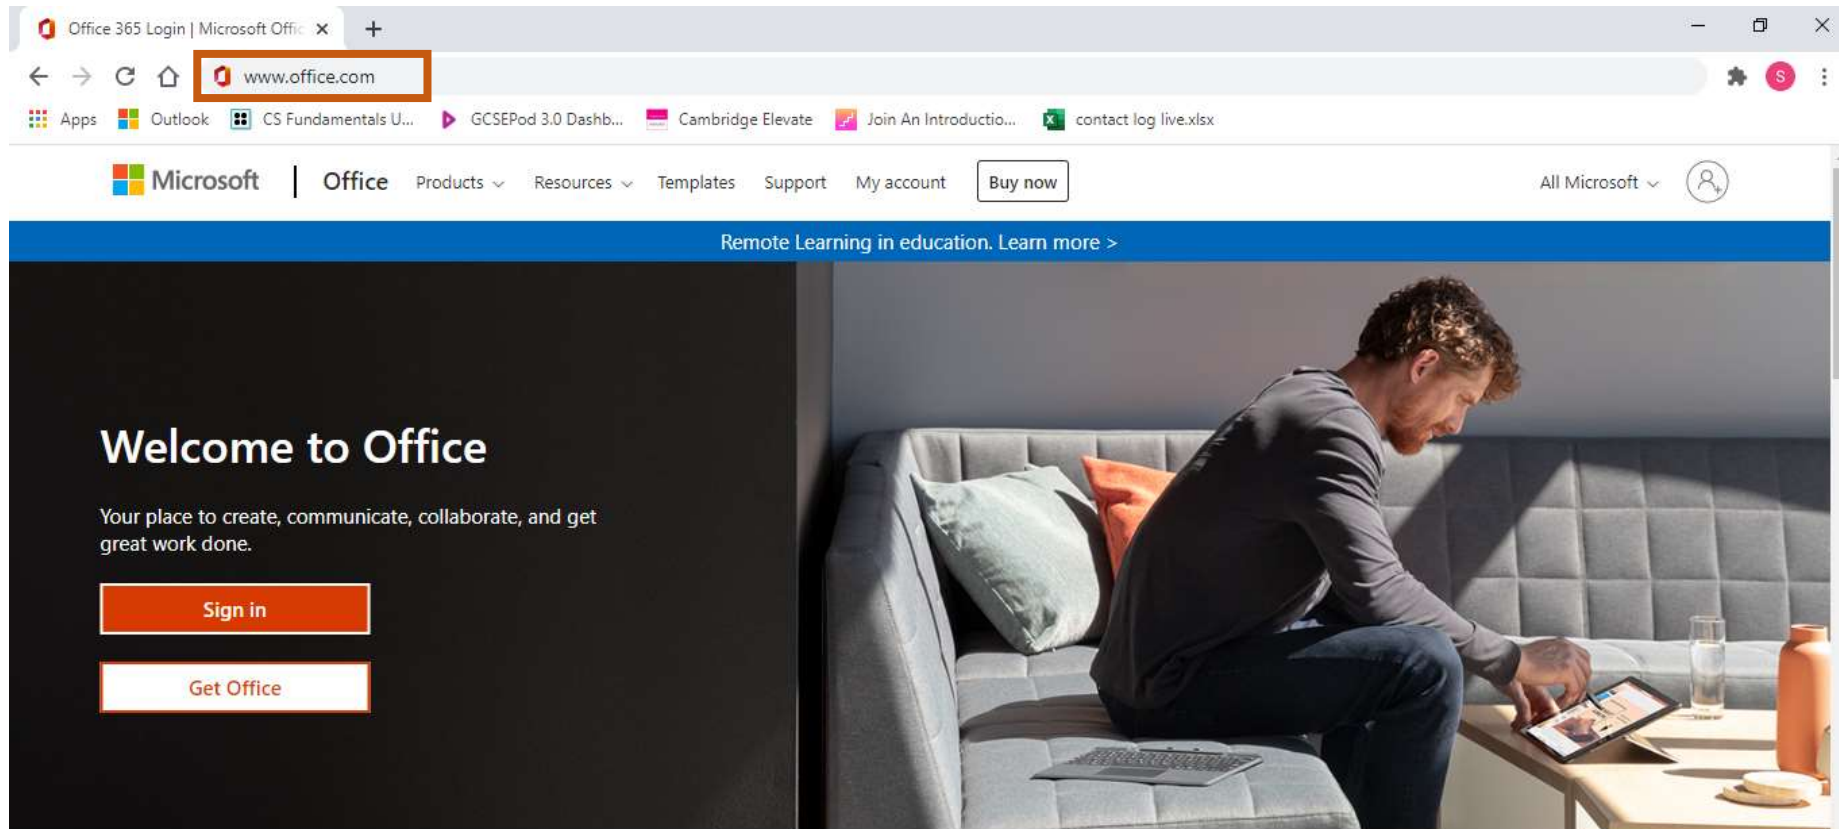 Office 365 Login | Microsoft Offic
www.office.com
S
Apps Outlook CS Fundamentals U... GCSEPod 3.0 Dashb... Cambridge Elevate Join An Introductio... contact log live.xlsx
Microsoft Office Products Resources Templates Support My account Buy now All Microsoft
Remote Learning in education. Learn more >
Welcome to Office
Your place to create, communicate, collaborate, and get
great work done.
Sign in
Get Office